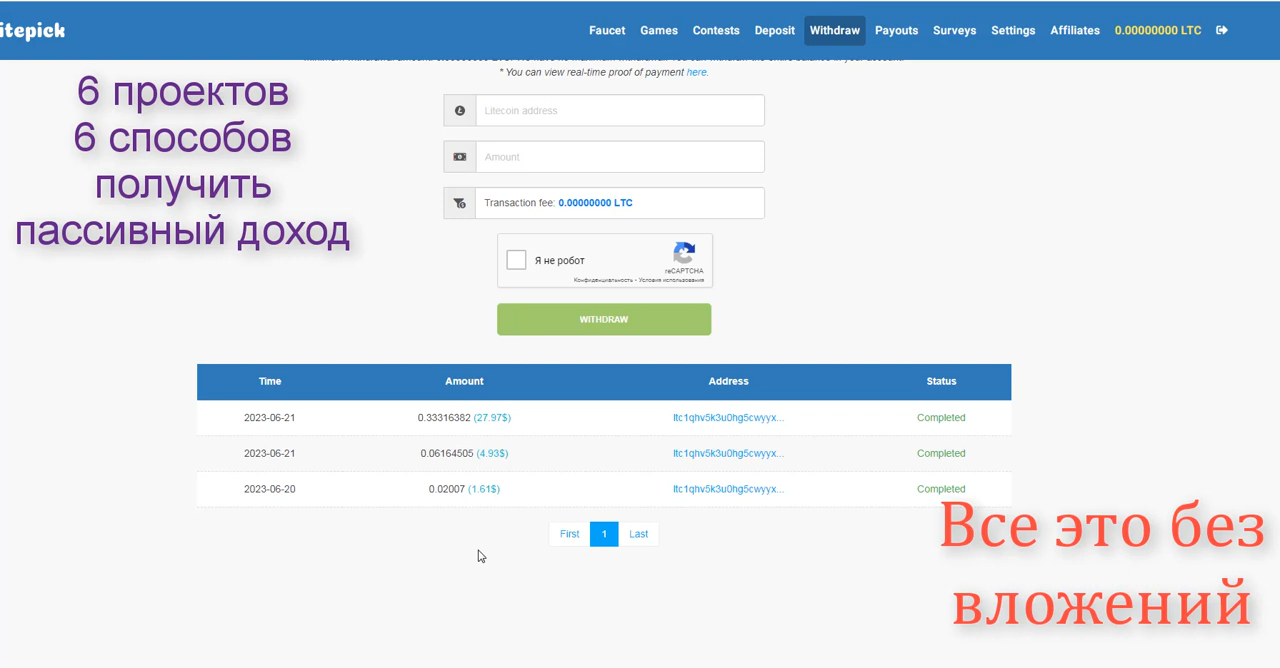 itepick
Faucet Games Contests Deposit Withdraw Payouts Surveys Settings Affiliates 0.00000000 LTC
* You can view real-time proof of payment here.
6 проектов
6 способов
получить
пассивный доход
Litecoin address
Amount
Transaction fee: 0.00000000 LTC
Я не робот
reCAPTCHA
Конфиденциальность - Условия использования
WITHDRAW
Time Amount Address Status
2023-06-21 0.33316382 (27.97$) ltc1qhv5k3u0hg5cwyyx... Completed
2023-06-21 0.06164505 (4.93$) ltc1qhv5k3u0hg5cwyyx... Completed
2023-06-20 0.02007 (1.61$) ltc1qhv5k3u0hg5cwyyx... Completed
First 1 Last
Все это без
вложений